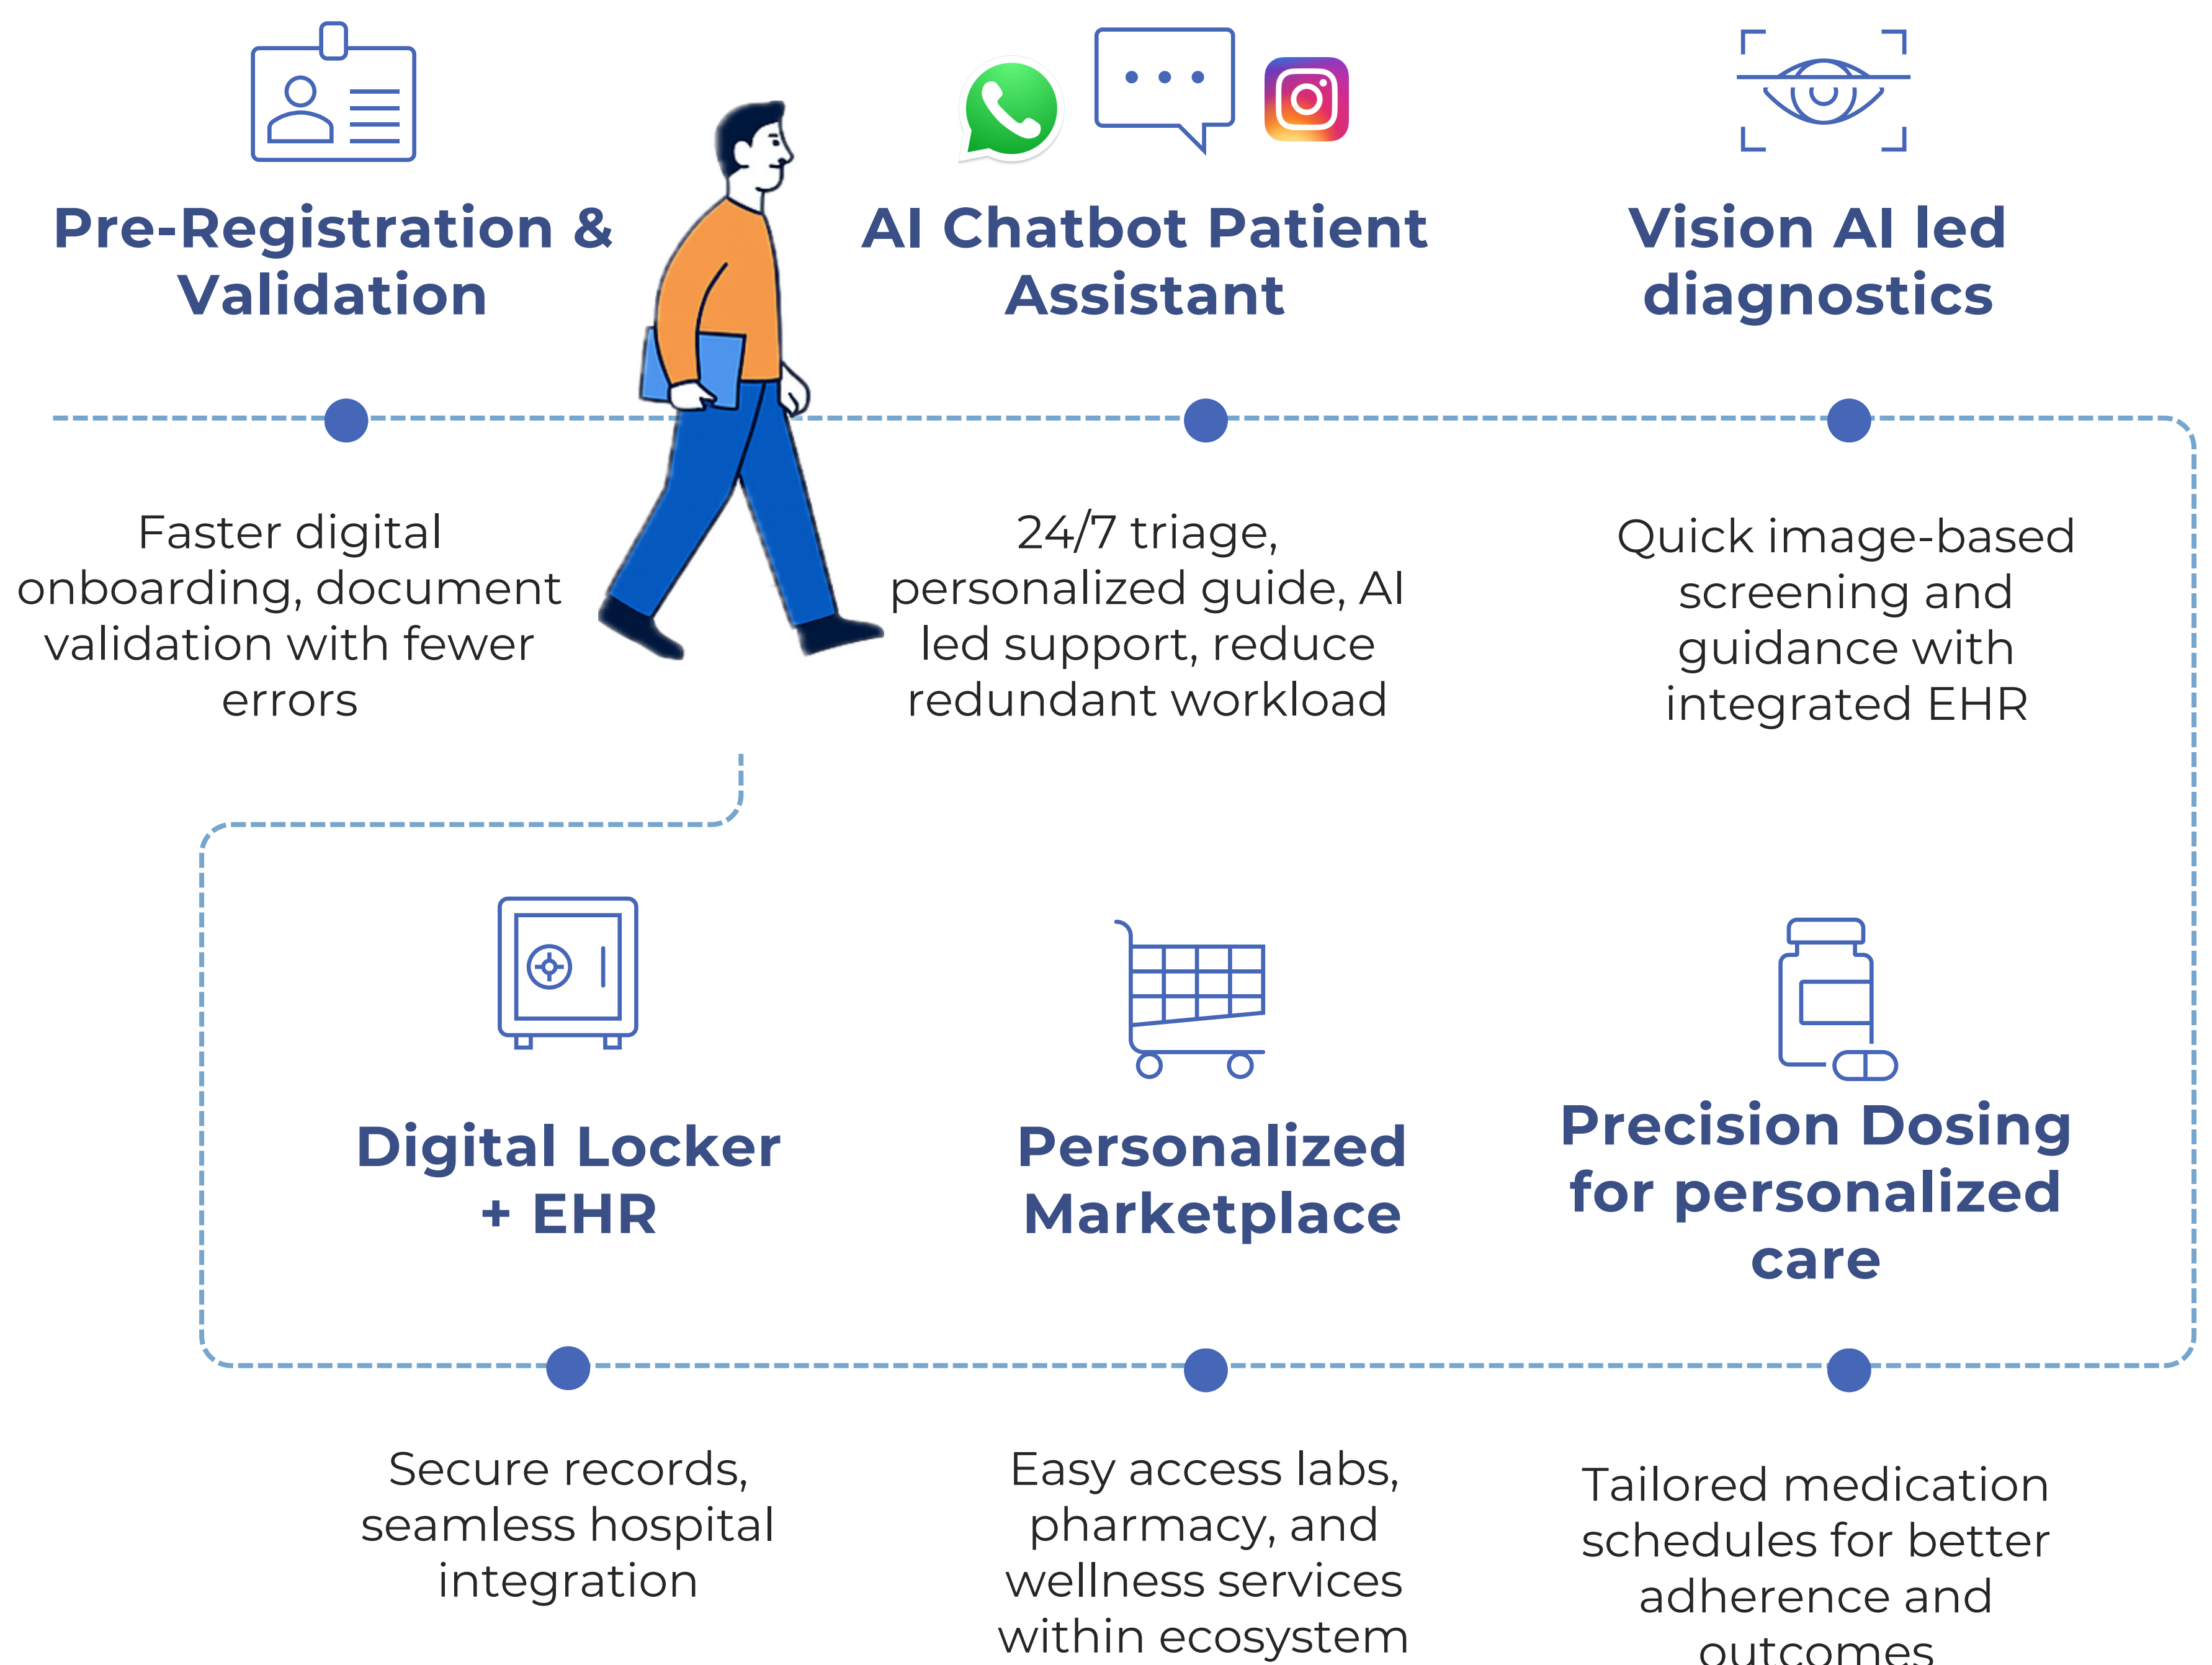 Pre-Registration &
Validation
AI Chatbot Patient
Assistant
Vision AI led
diagnostics
Faster digital
onboarding, document
validation with fewer
errors
24/7 triage,
personalized guide, AI
led support, reduce
redundant workload
Quick image-based
screening and
guidance with
integrated EHR
Digital Locker
+ EHR
Personalized
Marketplace
Precision Dosing
for personalized
care
Secure records,
seamless hospital
integration
Easy access labs,
pharmacy, and
wellness services
within ecosystem
Tailored medication
schedules for better
adherence and
outcomes